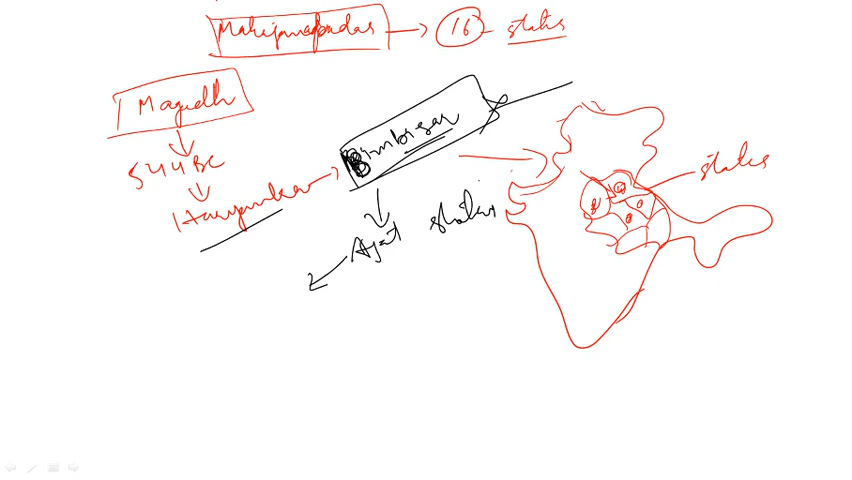 Mahajanapadas → 16 states
Magadh
544 BC
Haryanka
Bimbisar
states
Ajat shatru